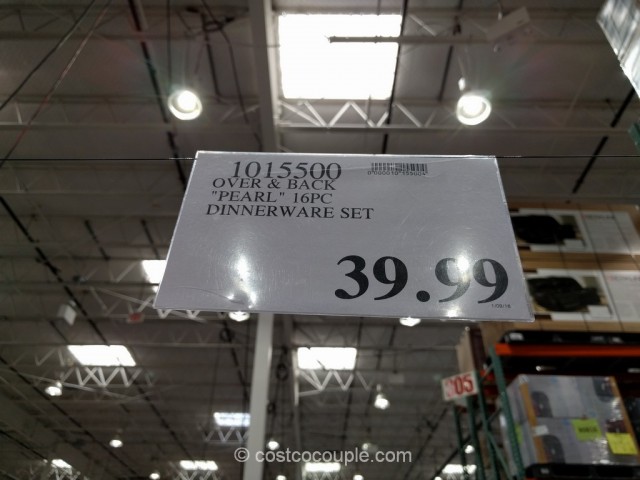 1015500
OVER & BACK
"PEARL" 16PC
DINNERWARE SET
39.99
05
© costcocouple.com